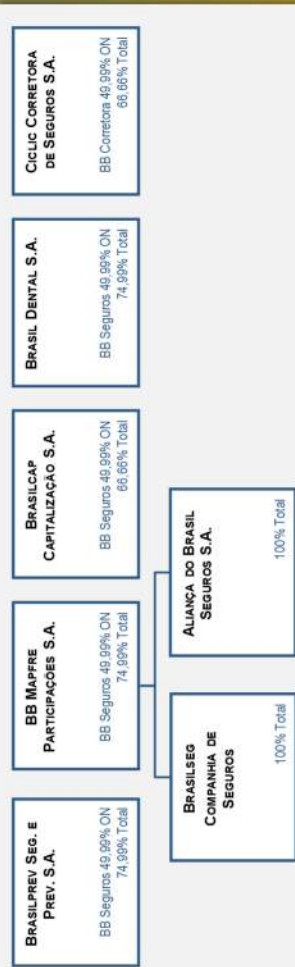 BRASILPREV SEG. E
PREV. S.A.
BB Seguros 49,99% ON
74,99% Total
BB MAPFRE
PARTICIPAÇÕES S.A.
BB Seguros 49,99% ON
74,99% Total
BRASILCAP
CAPITALIZAÇÃO S.A.
BB Seguros 49,99% ON
66,66% Total
BRASIL DENTAL S.A.
BB Seguros 49,99% ON
74,99% Total
CICLIC CORRETORA
DE SEGUROS S.A.
BB Corretora 49,99% ON
66,66% Total
BRASILSEG
COMPANHIA DE
SEGUROS
100% Total
ALIANÇA DO BRASIL
SEGUROS S.A.
100% Total